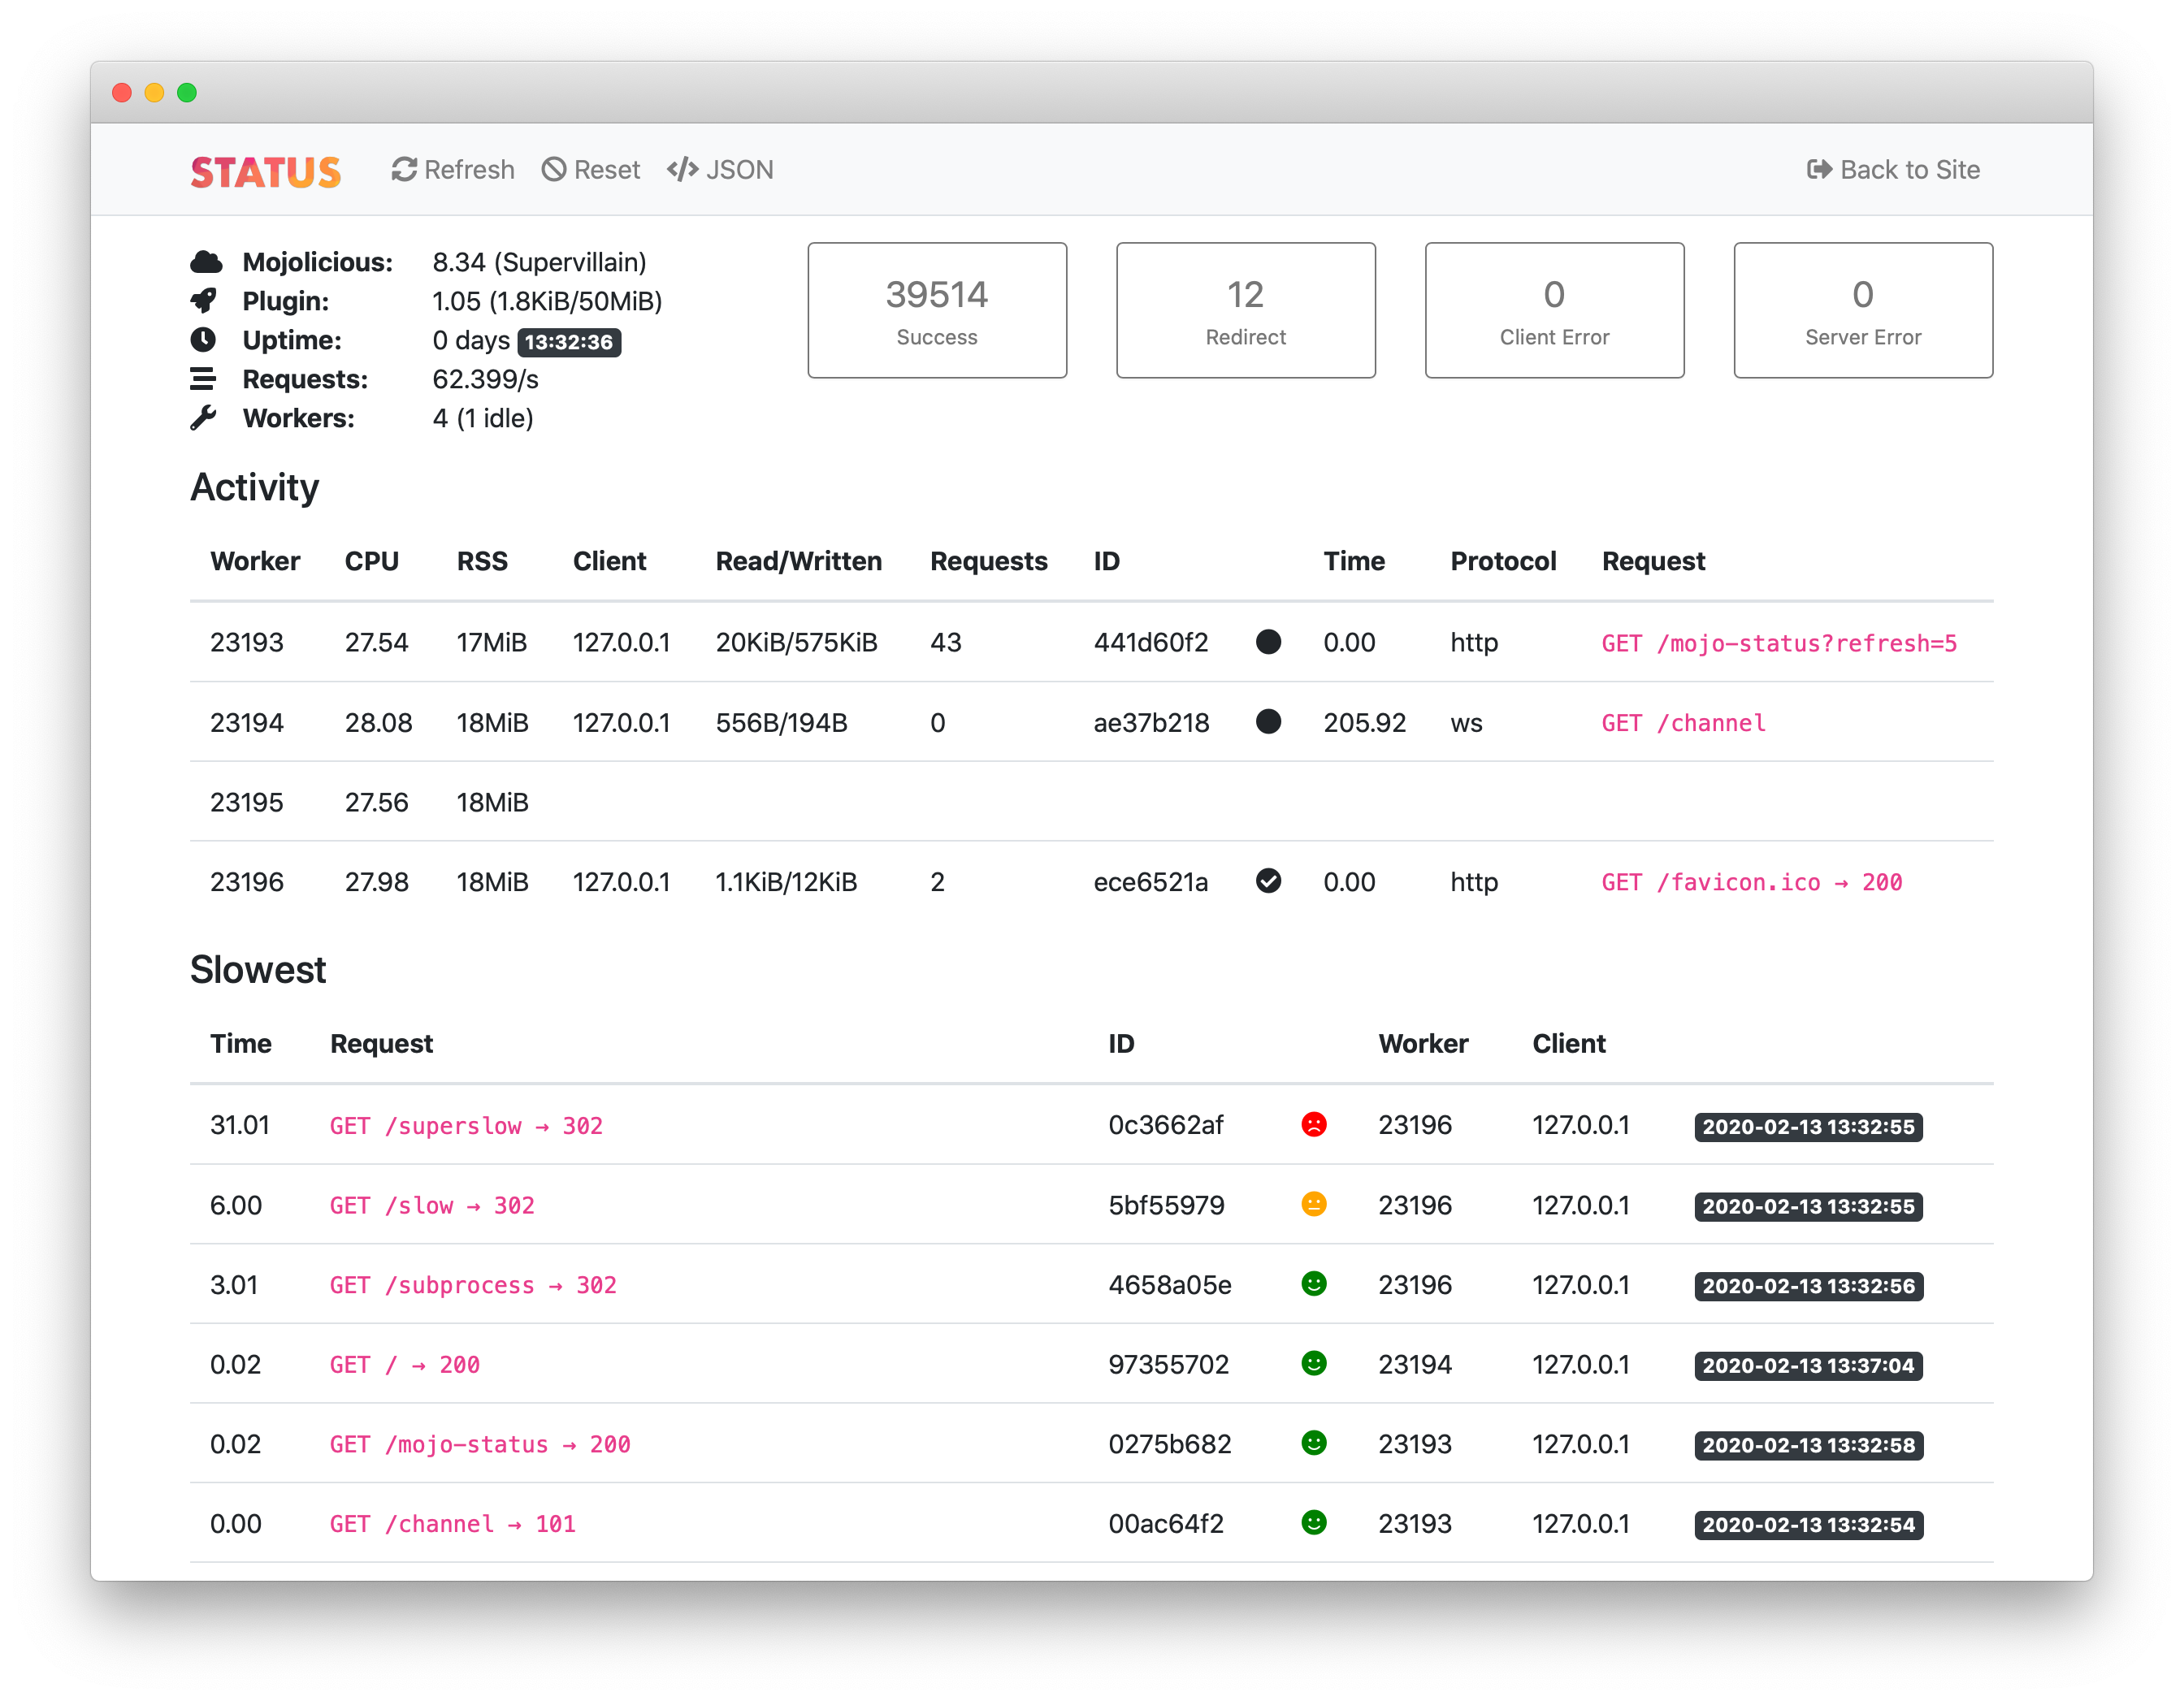 STATUS Refresh Reset JSON Back to Site
Mojolicious: 8.34 (Supervillain)
Plugin: 1.05 (1.8KiB/50MiB)
Uptime: 0 days 13:32:36
Requests: 62.399/s
Workers: 4 (1 idle)
39514
Success
12
Redirect
0
Client Error
0
Server Error
Activity
Worker CPU RSS Client Read/Written Requests ID Time Protocol Request
23193 27.54 17MiB 127.0.0.1 20KiB/575KiB 43 441d60f2 0.00 http GET /mojo-status?refresh=5
23194 28.08 18MiB 127.0.0.1 556B/194B 0 ae37b218 205.92 ws GET /channel
23195 27.56 18MiB
23196 27.98 18MiB 127.0.0.1 1.1KiB/12KiB 2 ece6521a 0.00 http GET /favicon.ico → 200
Slowest
Time Request ID Worker Client
31.01 GET /superslow → 302 0c3662af 23196 127.0.0.1 2020-02-13 13:32:55
6.00 GET /slow → 302 5bf55979 23196 127.0.0.1 2020-02-13 13:32:55
3.01 GET /subprocess → 302 4658a05e 23196 127.0.0.1 2020-02-13 13:32:56
0.02 GET / → 200 97355702 23194 127.0.0.1 2020-02-13 13:37:04
0.02 GET /mojo-status → 200 0275b682 23193 127.0.0.1 2020-02-13 13:32:58
0.00 GET /channel → 101 00ac64f2 23193 127.0.0.1 2020-02-13 13:32:54